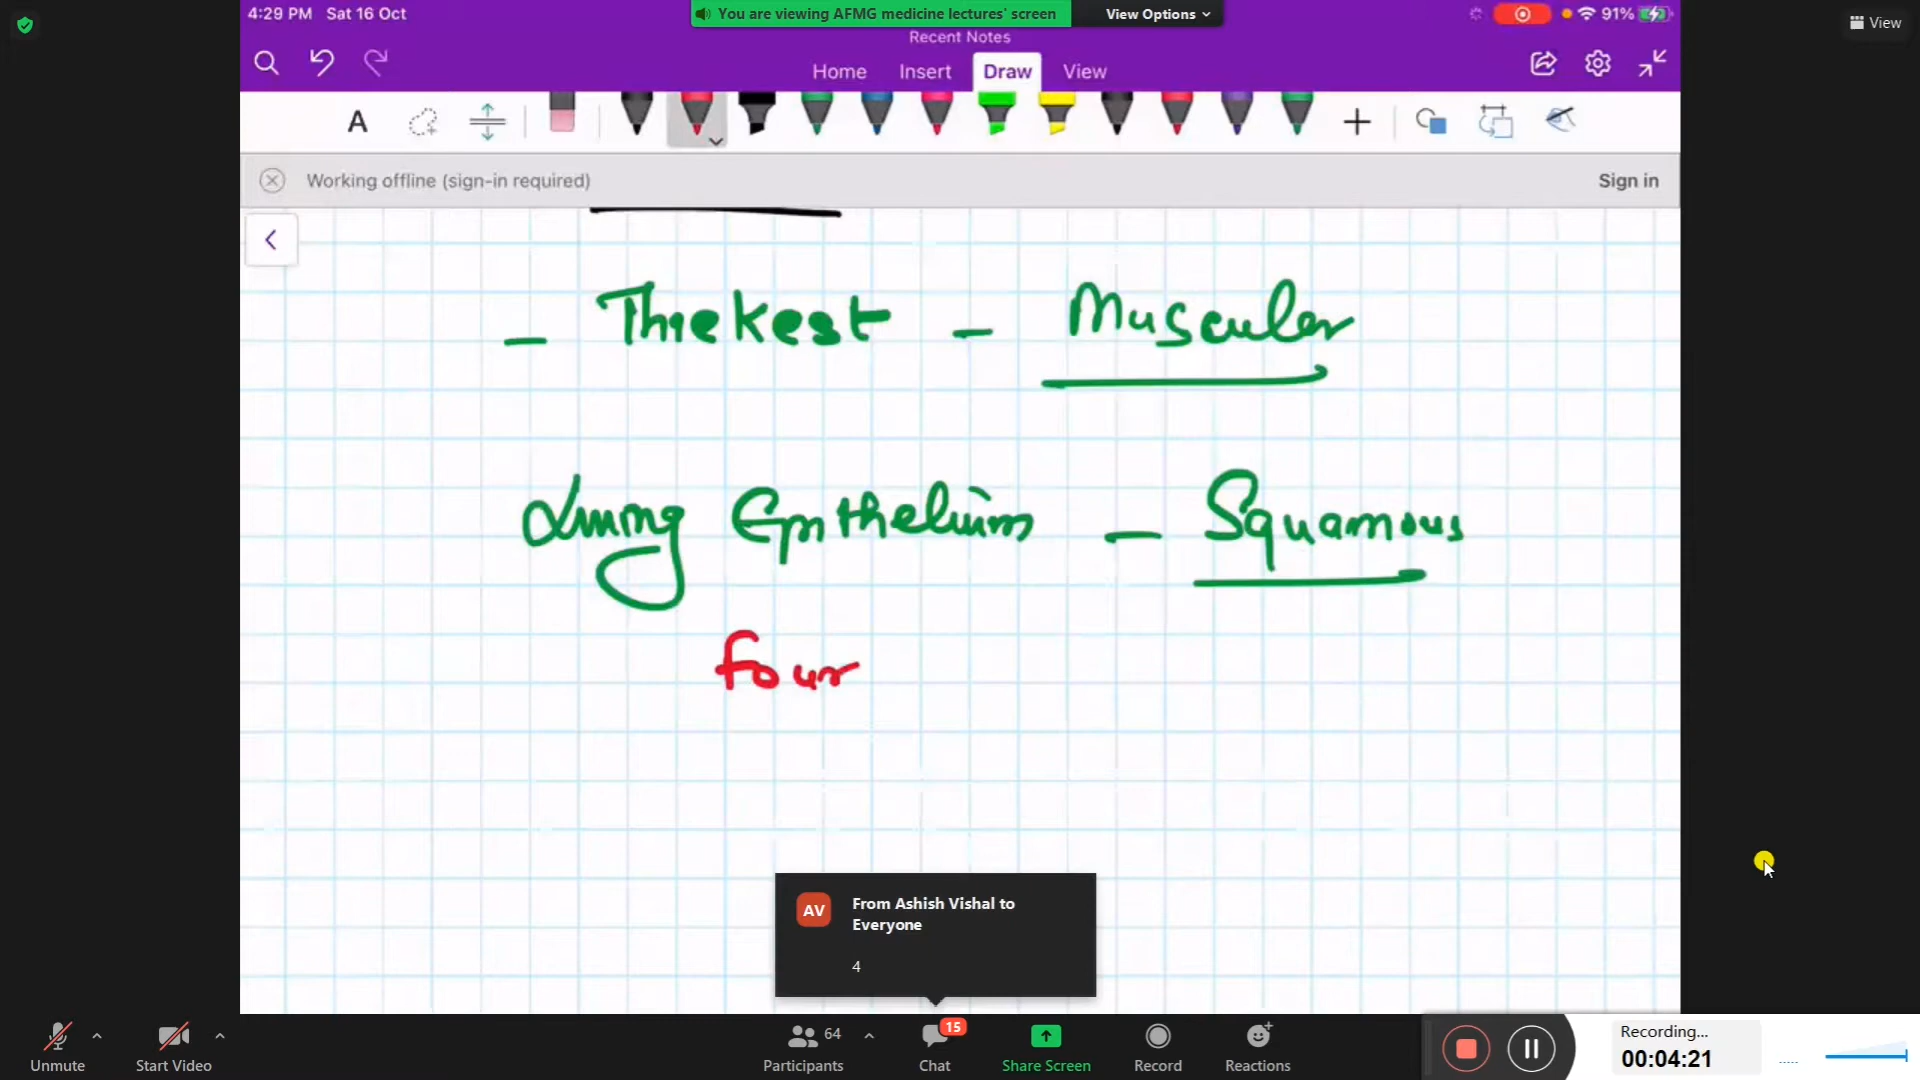 4:29 PM Sat 16 Oct
You are viewing AFMG medicine lectures' screen View Options
91%
View
Recent Notes
Home Insert Draw View
A
Working offline (sign-in required) Sign in
- Thickest - Muscular
Lining Epithelium - Squamous
four
AV From Ashish Vishal to Everyone
4
Unmute
Start Video
64 Participants
15 Chat
Share Screen
Record
Reactions
Recording...
00:04:21